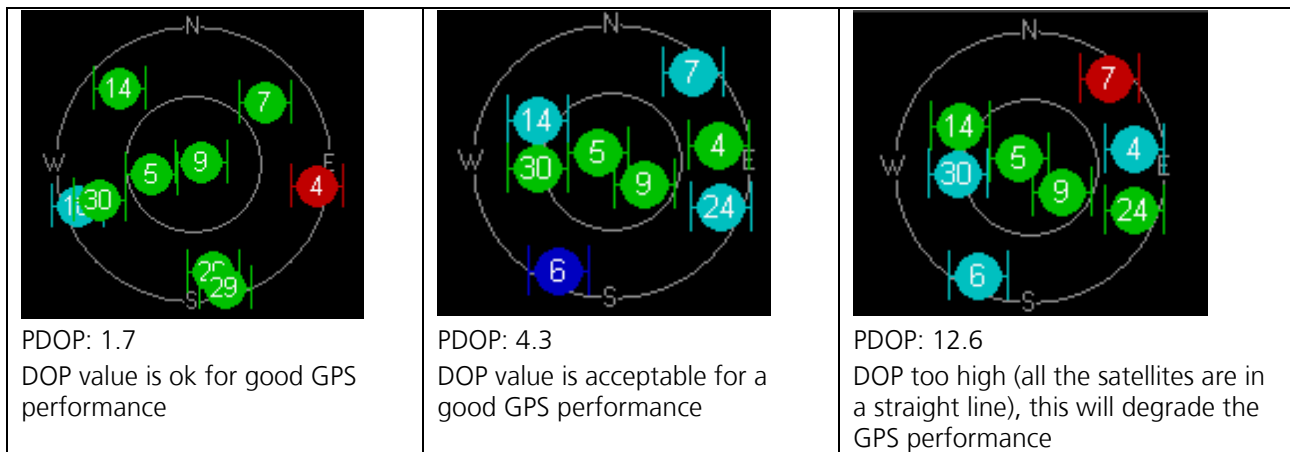 N
14
7
W
9
E
5
30
4
29
S
PDOP: 1.7
DOP value is ok for good GPS
performance
N
7
14
4
W
5
E
30
9
24
6
S
PDOP: 4.3
DOP value is acceptable for a
good GPS performance
N
7
14
4
W
5
E
30
9
24
6
S
PDOP: 12.6
DOP too high (all the satellites are in
a straight line), this will degrade the
GPS performance